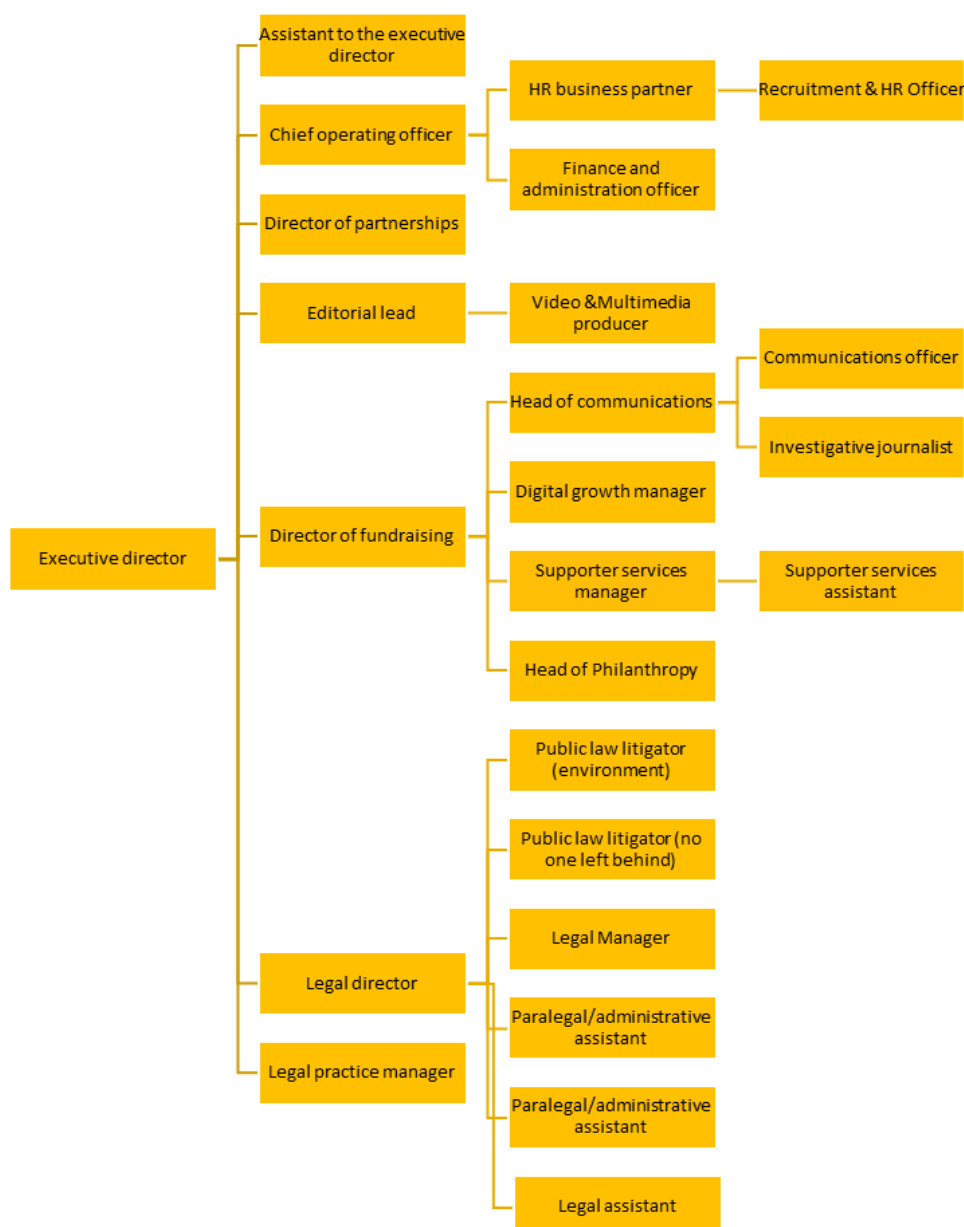 Assistant to the executive
director
HR business partner
Recruitment & HR Officer
Chief operating officer
Finance and
administration officer
Director of partnerships
Editorial lead
Video &Multimedia
producer
Communications officer
Head of communications
Investigative journalist
Digital growth manager
Director of fundraising
Executive director
Supporter services
manager
Supporter services
assistant
Head of Philanthropy
Public law litigator
(environment)
Public law litigator (no
one left behind)
Legal Manager
Legal director
Paralegal/administrative
assistant
Legal practice manager
Paralegal/administrative
assistant
Legal assistant